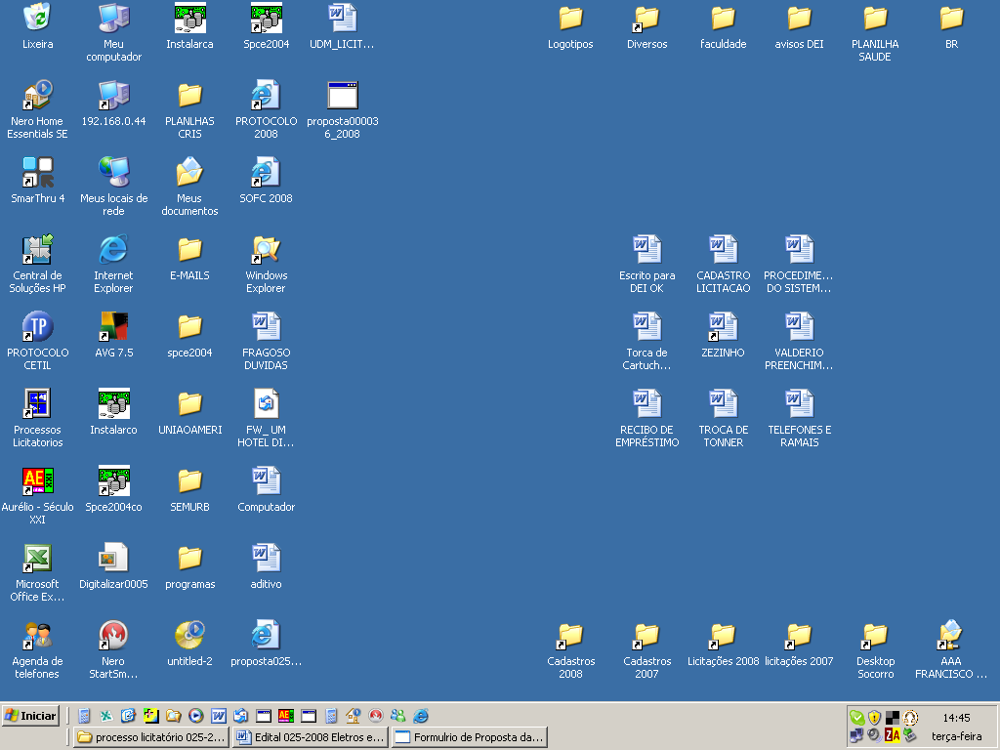 Lixeira
Meu
computador
Instalarca
Spce2004
UDM_LICIT...
Logotipos
Diversos
faculdade
avisos DEI
PLANILHA
SAUDE
BR
Nero Home
Essentials SE
192.168.0.44
PLANLHAS
CRIS
PROTOCOLO
2008
proposta00003
6_2008
SmarThru 4
Meus locais de
rede
Meus
documentos
SOFC 2008
Central de
Soluções HP
Internet
Explorer
E-MAILS
Windows
Explorer
Escrito para
DEI OK
CADASTRO
LICITACAO
PROCEDIME...
DO SISTEM...
TP
PROTOCOLO
CETIL
AVG 7.5
spce2004
FRAGOSO
DUVIDAS
Torca de
Cartuch...
ZEZINHO
VALDERIO
PREENCHIM...
Processos
Licitatorios
Instalarco
UNIAOAMERI
FW_ UM
HOTEL DI...
RECIBO DE
EMPRÉSTIMO
TROCA DE
TONNER
TELEFONES E
RAMAIS
AE
Aurélio - Século
XXI
Spce2004co
SEMURB
Computador
Microsoft
Office Ex...
Digitalizar0005
programas
aditivo
Agenda de
telefones
Nero
StartSm...
untitled-2
proposta025...
Cadastros
2008
Cadastros
2007
Licitações 2008
licitações 2007
Desktop
Socorro
AAA
FRANCISCO ...
Iniciar
AE
14:45
processo licitatório 025-2...
Edital 025-2008 Eletros e...
Formulrio de Proposta da...
ZA
terça-feira